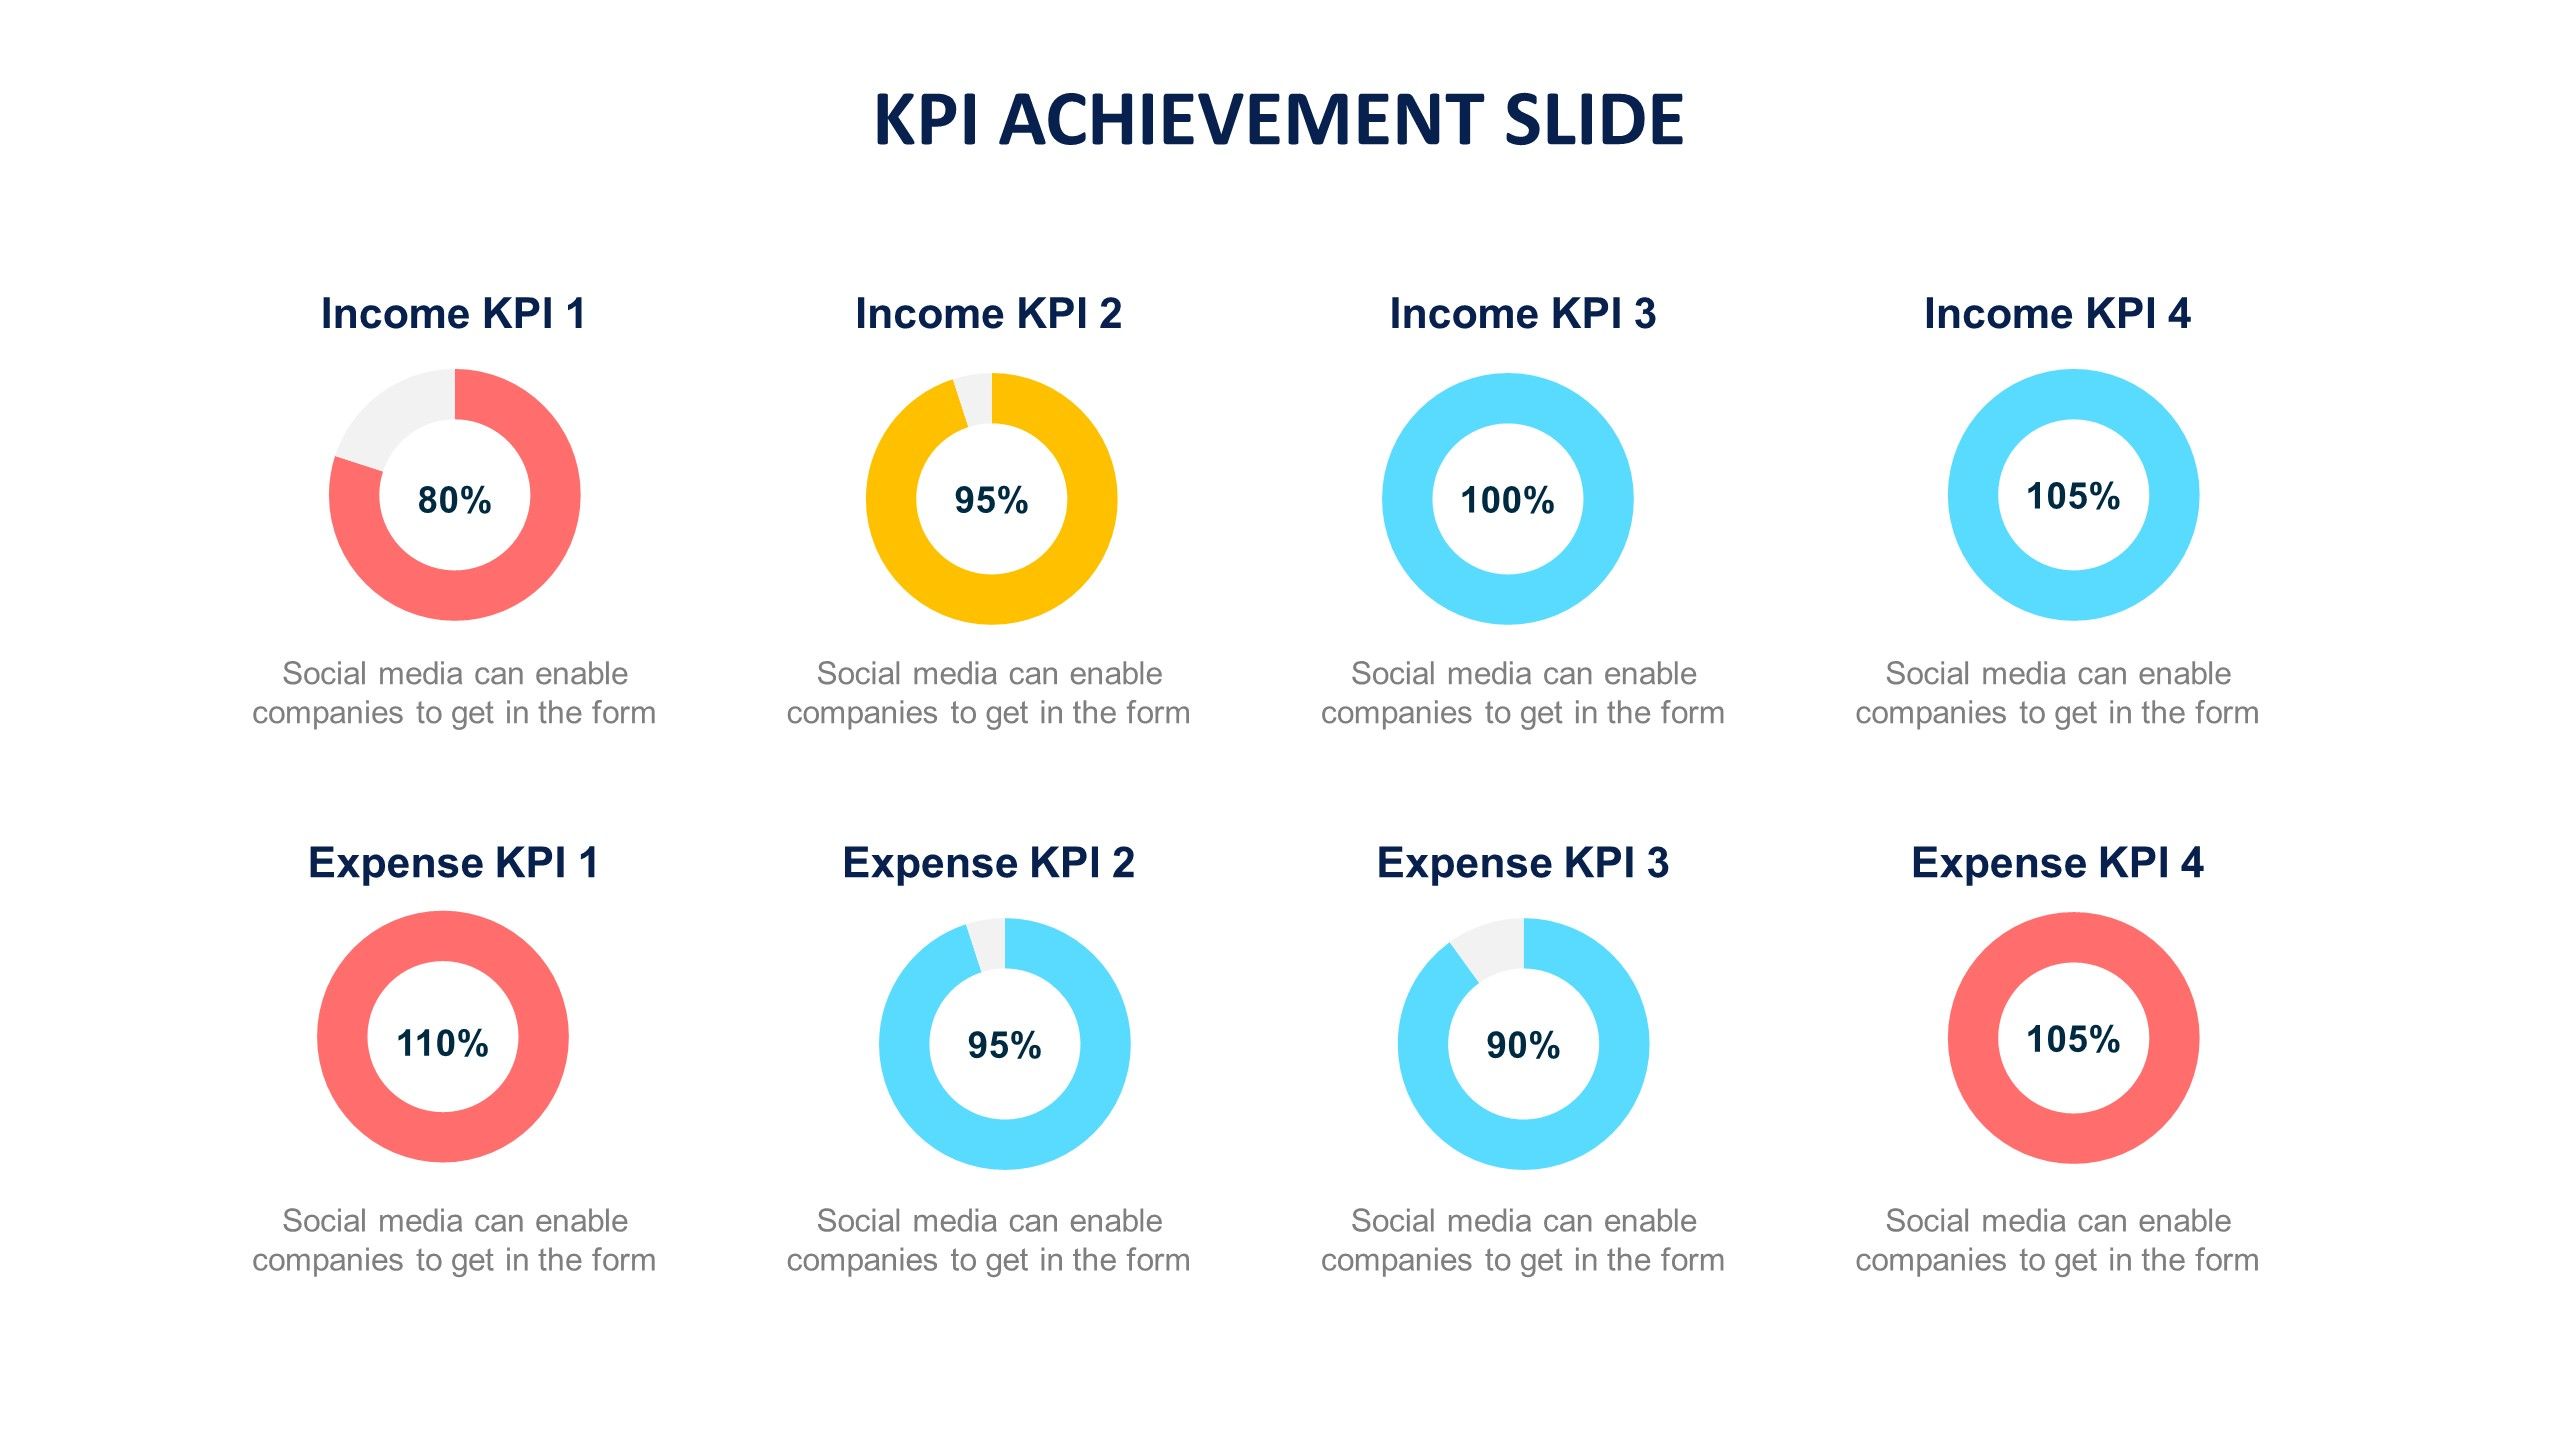 KPI ACHIEVEMENT SLIDE
Income KPI 1
80%
Social media can enable
companies to get in the form
Income KPI 2
95%
Social media can enable
companies to get in the form
Income KPI 3
100%
Social media can enable
companies to get in the form
Income KPI 4
105%
Social media can enable
companies to get in the form
Expense KPI 1
110%
Social media can enable
companies to get in the form
Expense KPI 2
95%
Social media can enable
companies to get in the form
Expense KPI 3
90%
Social media can enable
companies to get in the form
Expense KPI 4
105%
Social media can enable
companies to get in the form